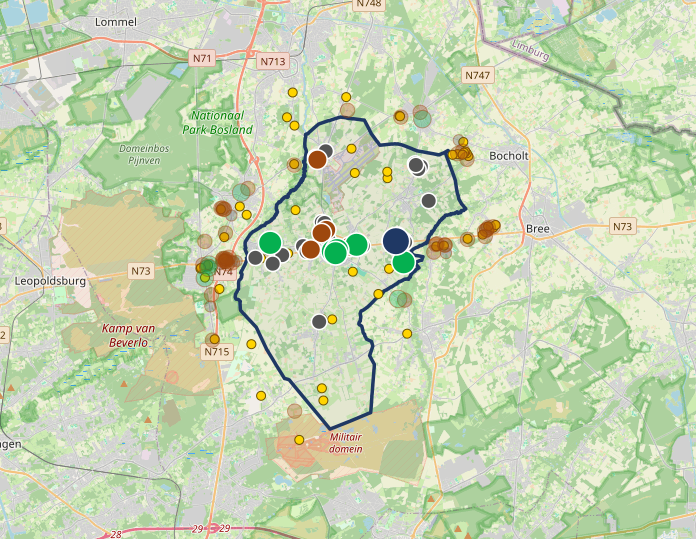 N748
Lommel
N71
N713
Limburg
N747
Nationaal
Park Bosland
Domeinbos
Pijnven
Bocholt
N73
Bree
N73
N74
Leopoldsburg
Kamp van
Beverlo
N715
Militair
domein
28
29
29